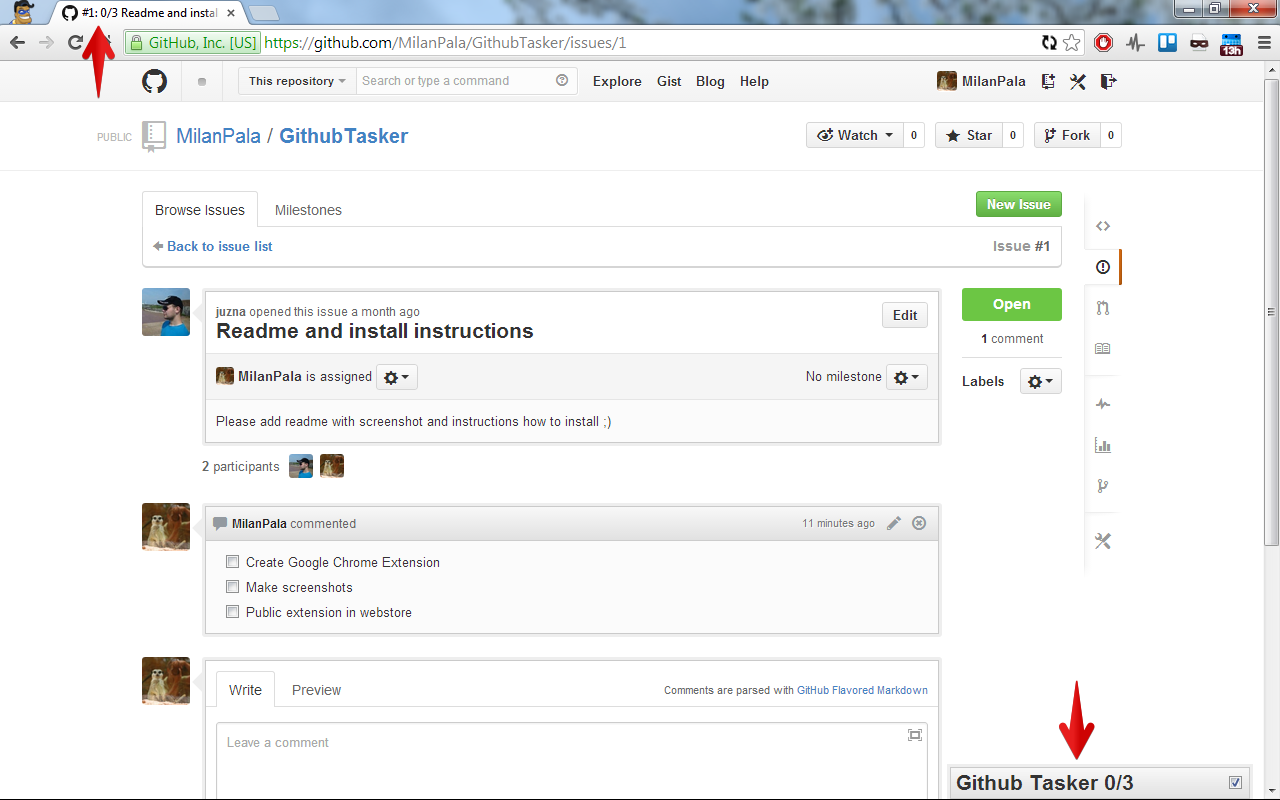 #1: 0/3 Readme and instal
GitHub, Inc. [US] https://github.com/MilanPala/GithubTasker/issues/1
13h
This repository Search or type a command Explore Gist Blog Help MilanPala
PUBLIC MilanPala / GithubTasker Watch 0 Star 0 Fork 0
Browse Issues Milestones New Issue
Back to issue list Issue #1
juzna opened this issue a month ago
Readme and install instructions
Edit
Open
1 comment
MilanPala is assigned No milestone
Labels
Please add readme with screenshot and instructions how to install ;)
2 participants
MilanPala commented 11 minutes ago
Create Google Chrome Extension
Make screenshots
Public extension in webstore
Write Preview Comments are parsed with GitHub Flavored Markdown
Leave a comment
Github Tasker 0/3